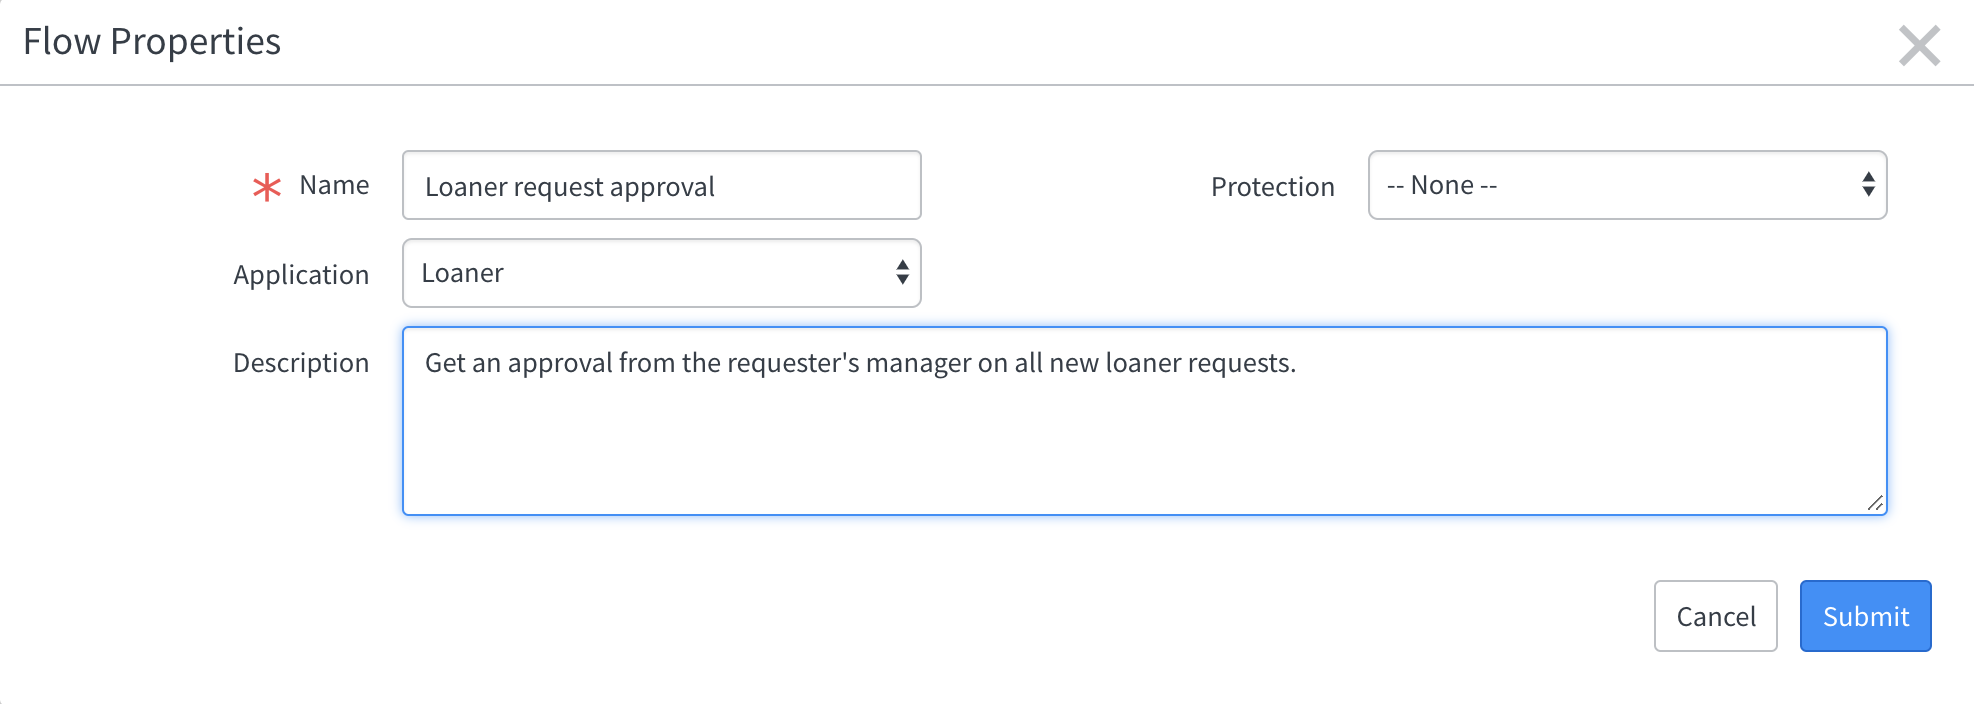 Flow Properties
Name
Loaner request approval
Protection
-- None --
Application
Loaner
Description
Get an approval from the requester's manager on all new loaner requests.
Cancel
Submit